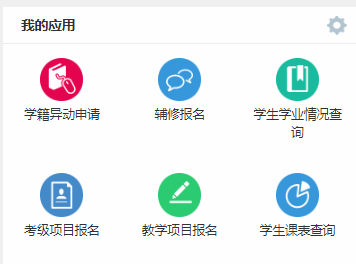 我的应用
学籍异动申请
辅修报名
学生学业情况查
询
考级项目报名
教学项目报名
学生课表查询